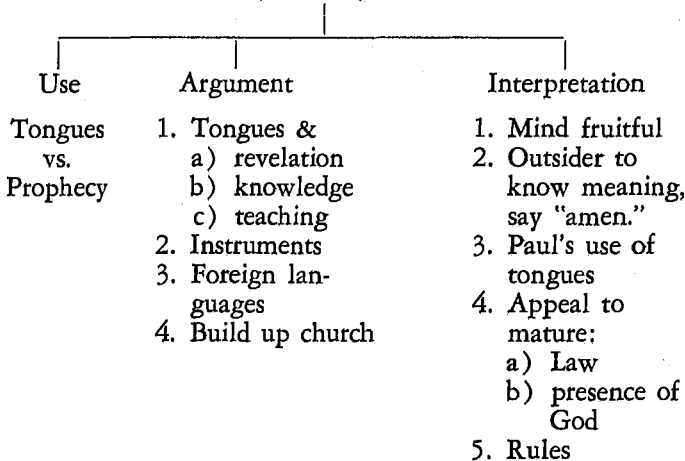 Use
Tongues
vs.
Prophecy
Argument
1. Tongues &
a) revelation
b) knowledge
c) teaching
2. Instruments
3. Foreign lan-
guages
4. Build up church
Interpretation
1. Mind fruitful
2. Outsider to
know meaning,
say "amen."
3. Paul's use of
tongues
4. Appeal to
mature:
a) Law
b) presence of
God
5. Rules